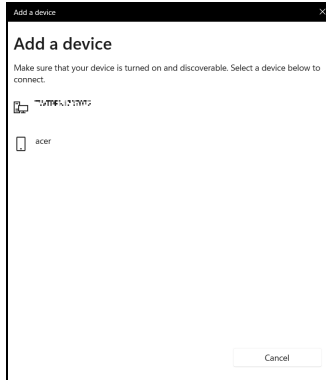 Add a device
Add a device
Make sure that your device is turned on and discoverable. Select a device below to
connect.
acer
Cancel